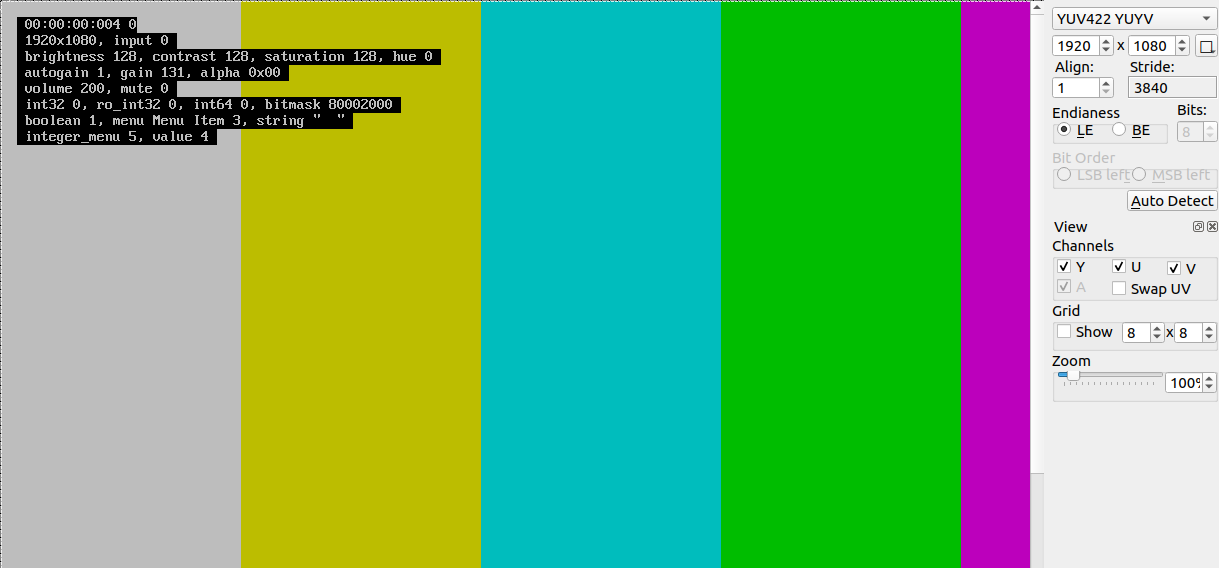 00:00:00:004 0
1920x1080, input 0
brightness 128, contrast 128, saturation 128, hue 0
autogain 1, gain 131, alpha 0x00
volume 200, mute 0
int32 0, ro_int32 0, int64 0, bitmask 80002000
boolean 1, menu Menu Item 3, string "  "
integer_menu 5, value 4
YUV422 YUYV
1920 x 1080
Align: Stride:
1 3840
Endianess Bits:
LE BE 8
Bit Order
LSB left MSB left
Auto Detect
View
Channels
Y U V
A Swap UV
Grid
Show 8 x 8
Zoom
100%